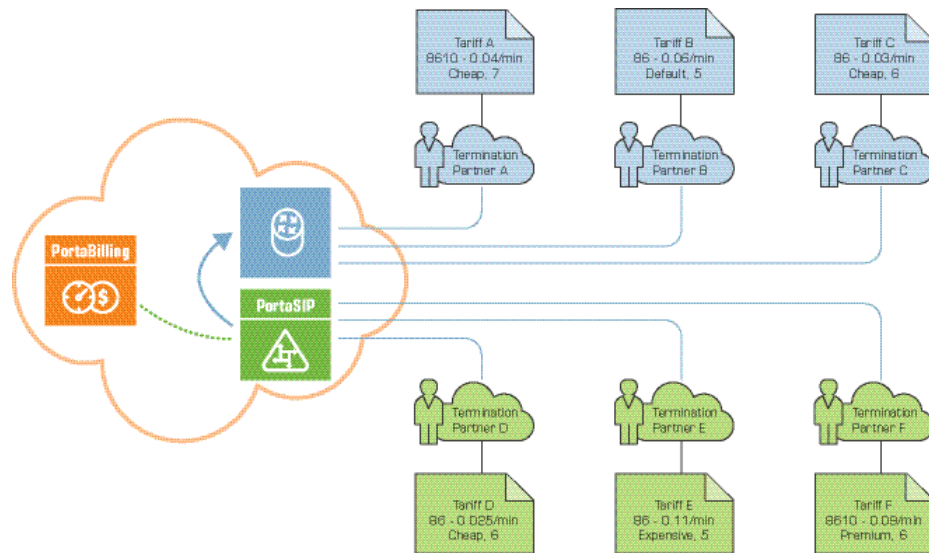 Tariff A
8610 - 0.04/min
Cheap, 7
Tariff B
86 - 0.06/min
Default, 5
Tariff C
86 - 0.03/min
Cheap, 6
Termination
Partner A
Termination
Partner B
Termination
Partner C
PortaBilling
$
PortaSIP
Termination
Partner D
Termination
Partner E
Termination
Partner F
Tariff D
86 - 0.025/min
Cheap, 6
Tariff E
86 - 0.11/min
Expensive, 5
Tariff F
8610 - 0.09/min
Premium, 6